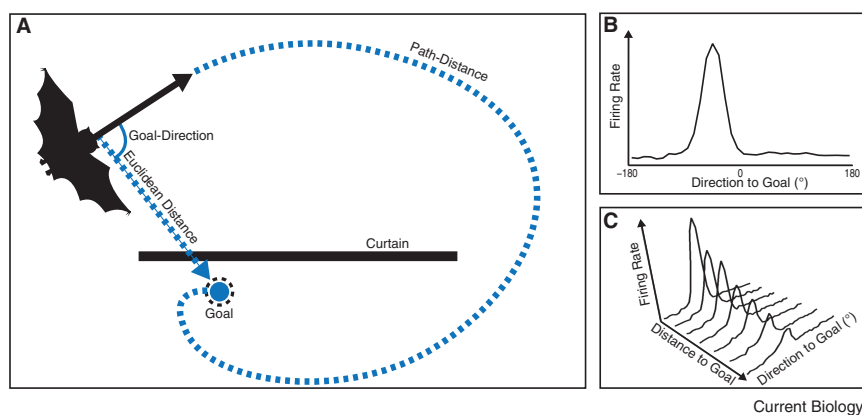 A
Path-Distance
Goal-Direction
Euclidean Distance
Curtain
Goal
B
Firing Rate
−180
0
180
Direction to Goal (°)
C
Firing Rate
Distance to Goal
Direction to Goal (°)
Current Biology